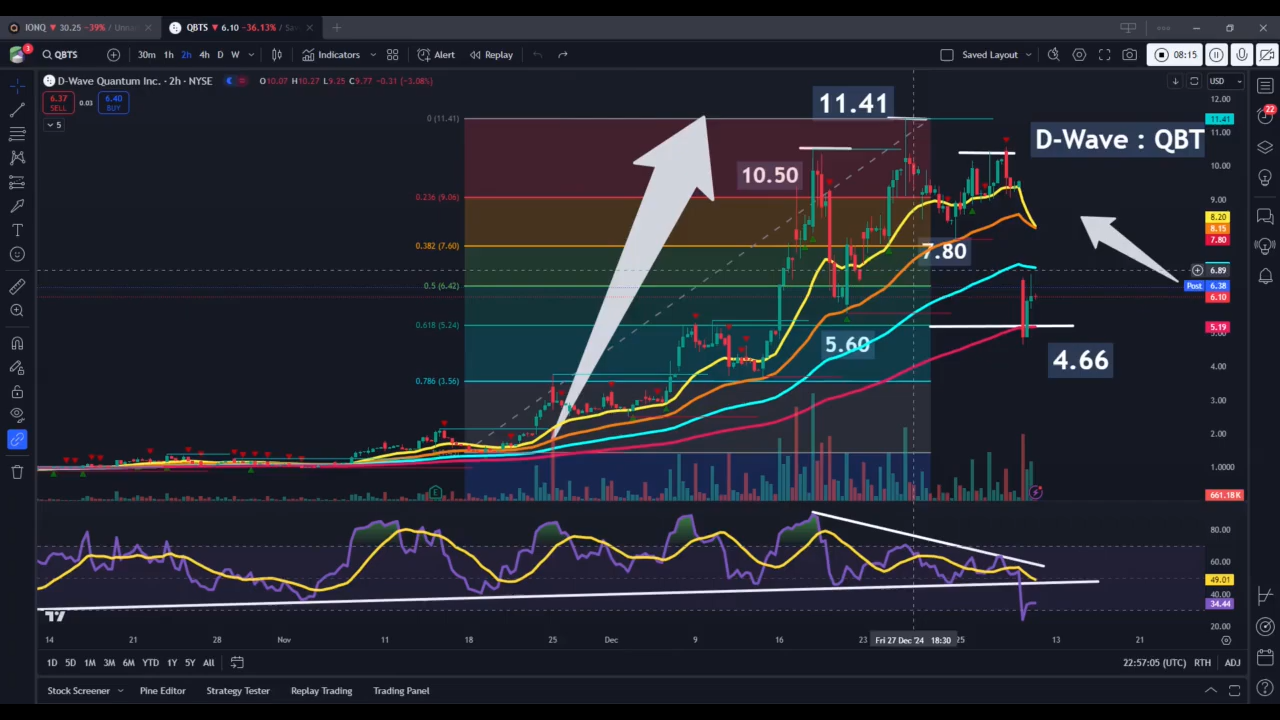 IONQ ▼ 30.25 −39% / Unna
QBTS ▼ 6.10 −36.13% / Sa
3
QBTS
30m 1h 2h 4h D W
Indicators
Alert
Replay
Saved Layout
08:15
D-Wave Quantum Inc. · 2h · NYSE
O10.07 H10.27 L9.25 C9.77 −0.31 (−3.08%)
USD
6.37
SELL
0.03
6.40
BUY
5
22
12.00
11.41
11.00
10.00
9.00
8.20
8.15
7.80
6.89
Post 6.38
6.10
5.19
5.00
4.00
3.00
2.00
1.0000
661.18K
0 (11.41)
0.236 (9.06)
0.382 (7.60)
0.5 (6.42)
0.618 (5.24)
0.786 (3.56)
11.41
10.50
D-Wave : QBT
7.80
5.60
4.66
E
80.00
60.00
49.01
40.00
34.44
20.00
14 21 28 Nov 11 18 25 Dec 9 16 23 Fri 27 Dec '24 18:30 25 13 21
1D 5D 1M 3M 6M YTD 1Y 5Y All
22:57:05 (UTC) RTH ADJ
Stock Screener
Pine Editor
Strategy Tester
Replay Trading
Trading Panel